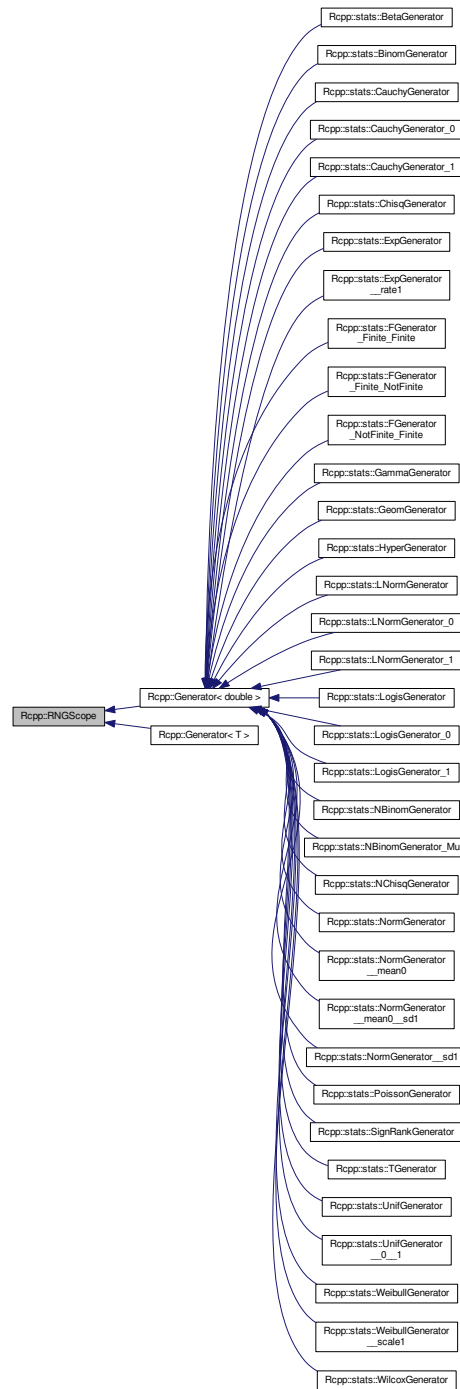 Rcpp::stats::BetaGenerator
Rcpp::stats::BinomGenerator
Rcpp::stats::CauchyGenerator
Rcpp::stats::CauchyGenerator_0
Rcpp::stats::CauchyGenerator_1
Rcpp::stats::ChisqGenerator
Rcpp::stats::ExpGenerator
Rcpp::stats::ExpGenerator
__rate1
Rcpp::stats::FGenerator
_Finite_Finite
Rcpp::stats::FGenerator
_Finite_NotFinite
Rcpp::stats::FGenerator
_NotFinite_Finite
Rcpp::stats::GammaGenerator
Rcpp::stats::GeomGenerator
Rcpp::stats::HyperGenerator
Rcpp::stats::LNormGenerator
Rcpp::stats::LNormGenerator_0
Rcpp::stats::LNormGenerator_1
Rcpp::Generator< double >
Rcpp::stats::LogisGenerator
Rcpp::RNGScope
Rcpp::Generator< T >
Rcpp::stats::LogisGenerator_0
Rcpp::stats::LogisGenerator_1
Rcpp::stats::NBinomGenerator
Rcpp::stats::NBinomGenerator_Mu
Rcpp::stats::NChisqGenerator
Rcpp::stats::NormGenerator
Rcpp::stats::NormGenerator
__mean0
Rcpp::stats::NormGenerator
__mean0__sd1
Rcpp::stats::NormGenerator__sd1
Rcpp::stats::PoissonGenerator
Rcpp::stats::SignRankGenerator
Rcpp::stats::TGenerator
Rcpp::stats::UnifGenerator
Rcpp::stats::UnifGenerator
__0__1
Rcpp::stats::WeibullGenerator
Rcpp::stats::WeibullGenerator
__scale1
Rcpp::stats::WilcoxGenerator